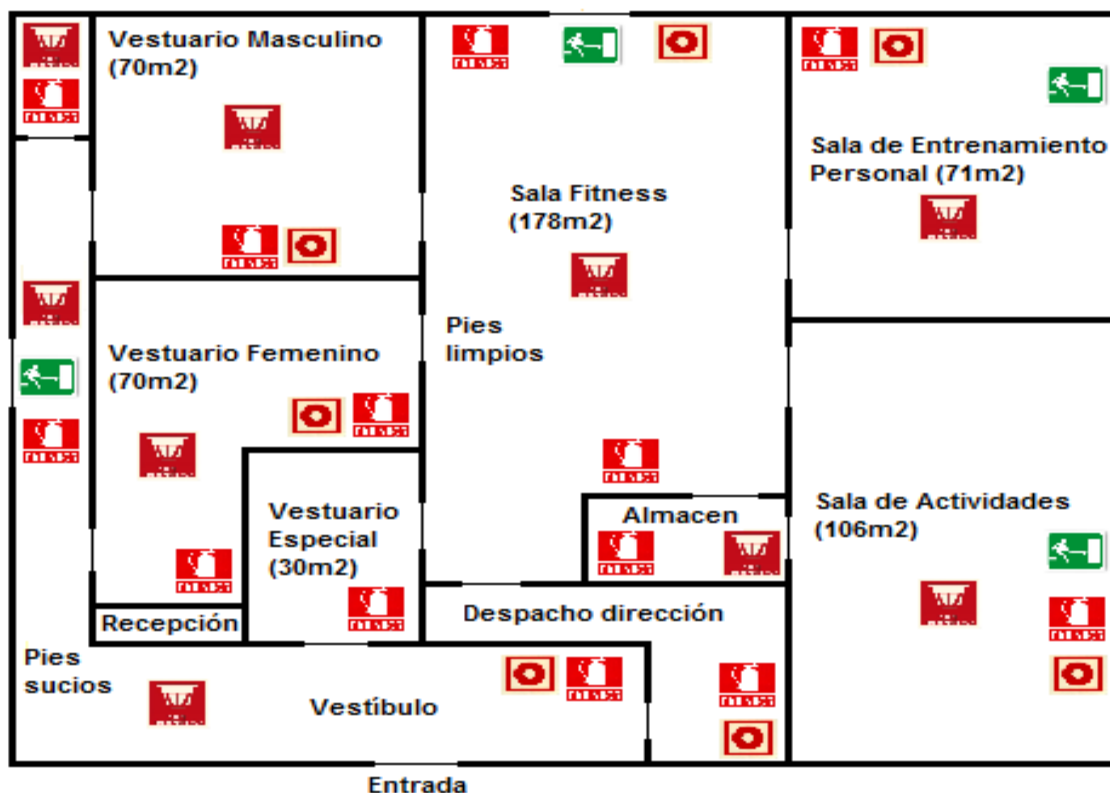 Vestuario Masculino
(70m2)
Sala Fitness
(178m2)
Sala de Entrenamiento
Personal (71m2)
Pies
limpios
Vestuario Femenino
(70m2)
Vestuario
Especial
(30m2)
Almacen
Sala de Actividades
(106m2)
Recepción
Despacho dirección
Pies
sucios
Vestíbulo
Entrada